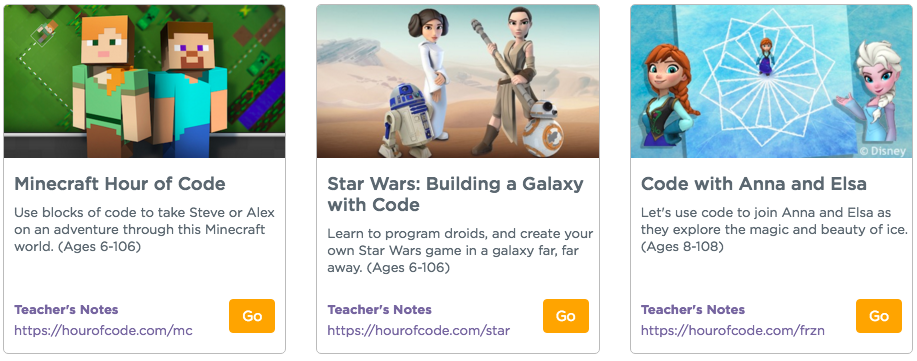 © Disney
Minecraft Hour of Code
Use blocks of code to take Steve or Alex
on an adventure through this Minecraft
world. (Ages 6-106)
Teacher's Notes
https://hourofcode.com/mc
Go
Star Wars: Building a Galaxy
with Code
Learn to program droids, and create your
own Star Wars game in a galaxy far, far
away. (Ages 6-106)
Teacher's Notes
https://hourofcode.com/star
Go
Code with Anna and Elsa
Let's use code to join Anna and Elsa as
they explore the magic and beauty of ice.
(Ages 8-108)
Teacher's Notes
https://hourofcode.com/frzn
Go